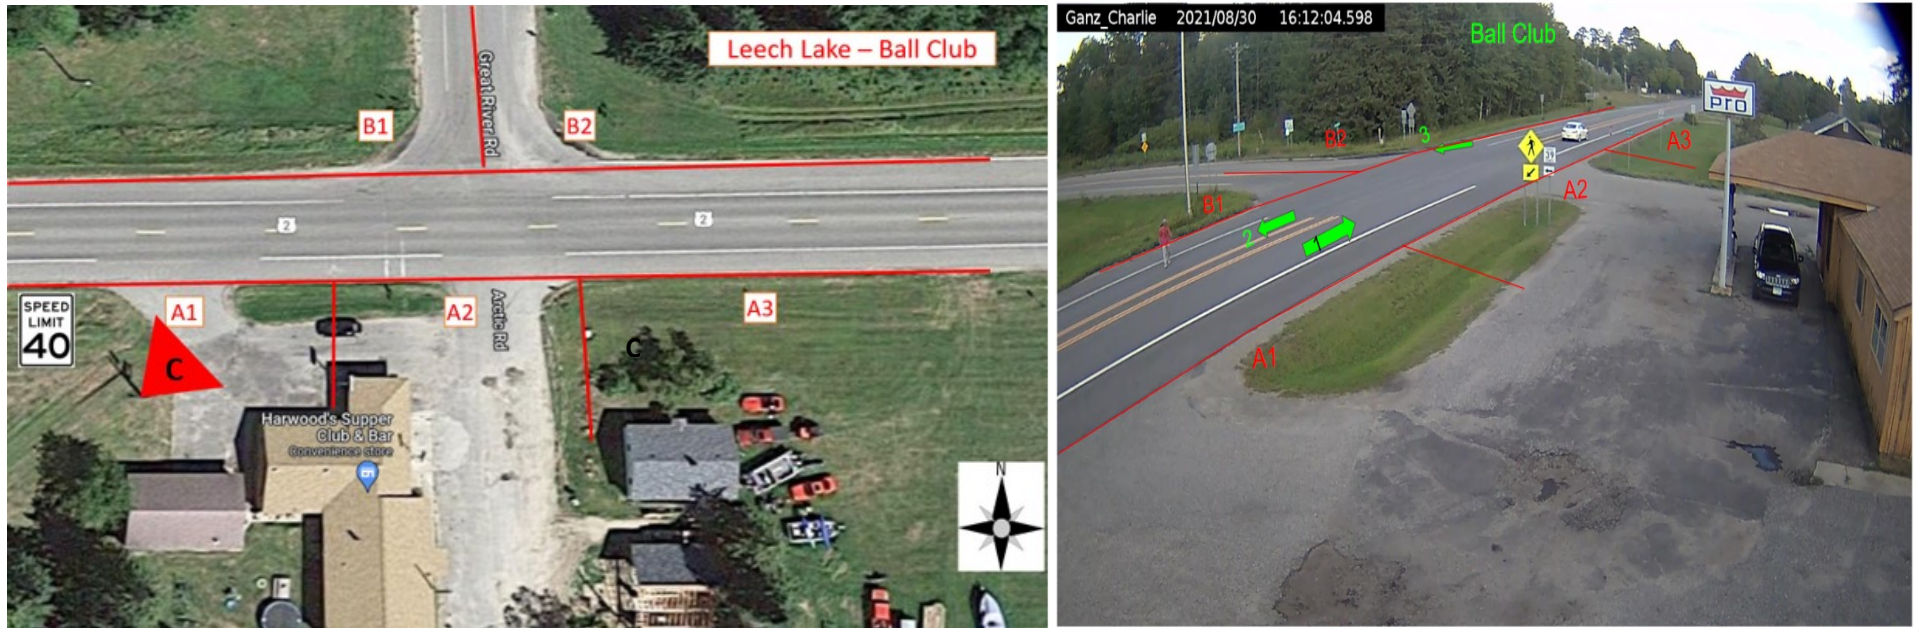 Leech Lake – Ball Club
Great River Rd
B1
B2
2
2
SPEED
LIMIT
40
A1
A2
A3
Arctic Rd
C
C
Harwood's Supper
Club & Bar
Convenience store
N
Ganz_Charlie 2021/08/30 16:12:04.598
Ball Club
pro
3
B2
A3
39
A2
B1
2
1
A1